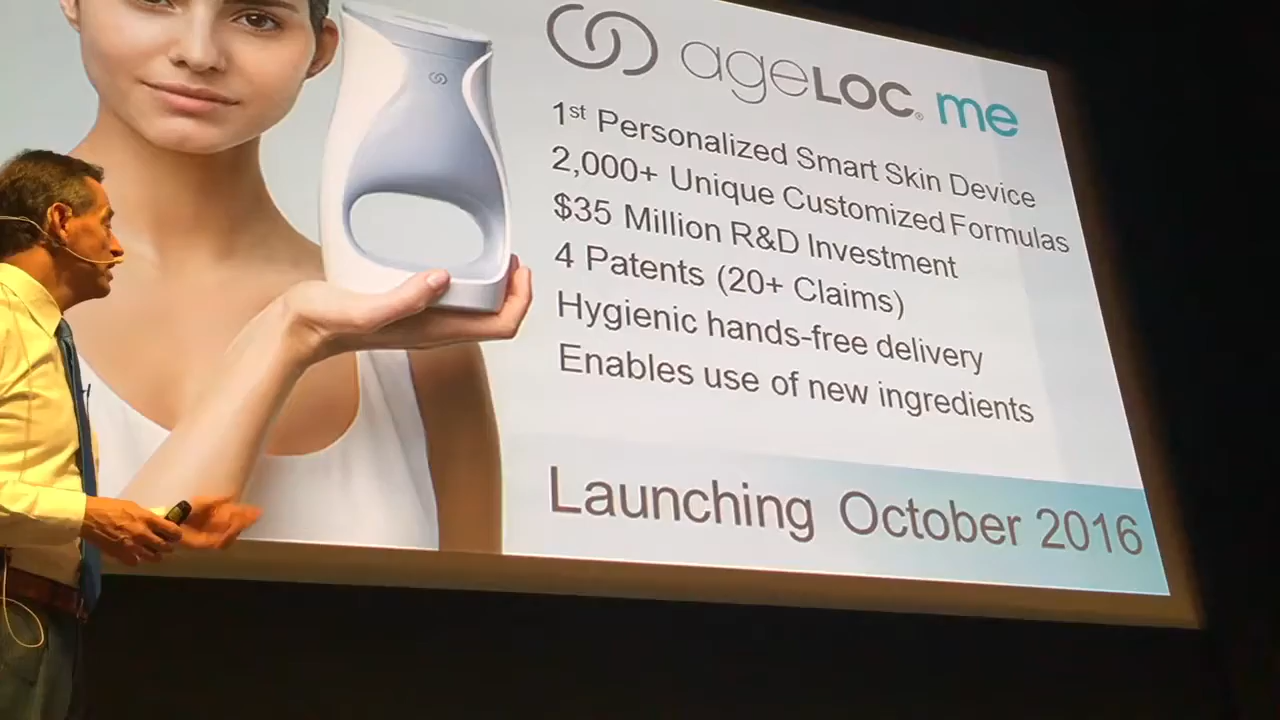 ageLOC® me
1st Personalized Smart Skin Device
2,000+ Unique Customized Formulas
$35 Million R&D Investment
4 Patents (20+ Claims)
Hygienic hands-free delivery
Enables use of new ingredients
Launching October 2016